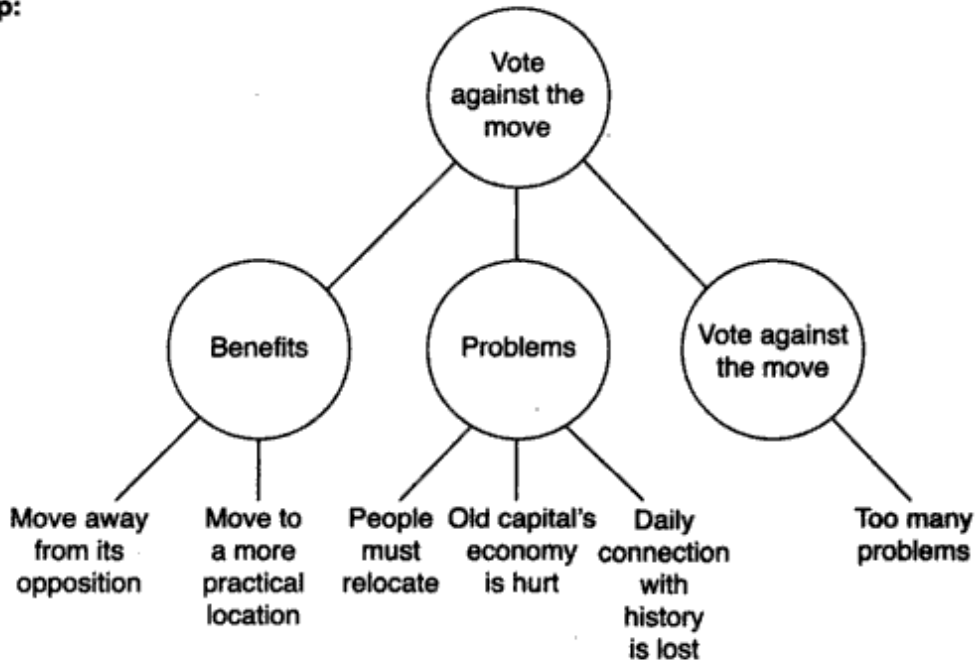 p:
Vote
against the
move
Benefits
Problems
Vote against
the move
Move away
from its
opposition
Move to
a more
practical
location
People
must
relocate
Old capital's
economy
is hurt
Daily
connection
with
history
is lost
Too many
problems